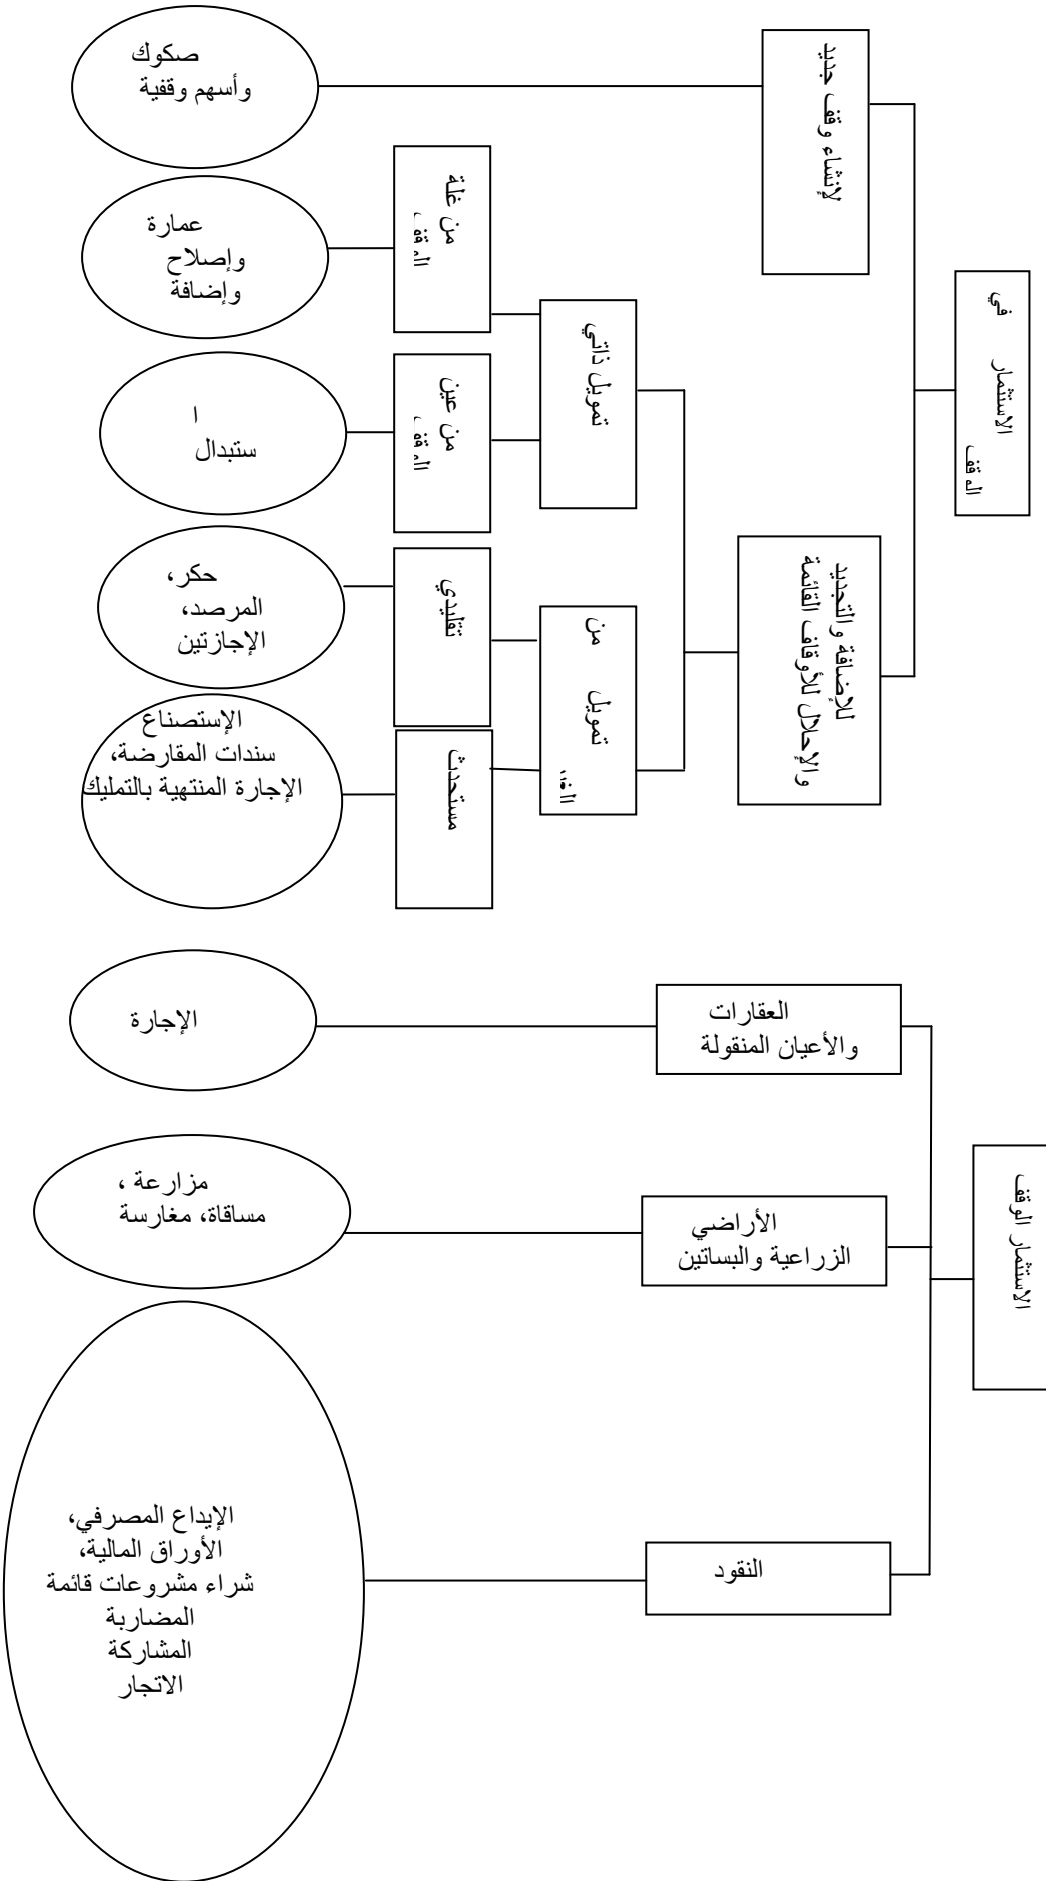 الاستثمار في
الوقف
لإنشاء وقف جديد
صكوك
وأسهم وقفية
للإضافة والتجديد
والإحلال للأوقاف القائمة
تمويل ذاتي
من غلة
الوقف
عمارة
وإصلاح
وإضافة
من عين
الوقف
ا
ستبدال
تمويل من
تقليدي
حكر،
المرصد،
الإجازتين
مستحدث
الإستصناع
سندات المقارضة،
الإجارة المنتهية بالتمليك
الاستثمار الوقف
العقارات
والأعيان المنقولة
الإجارة
الأراضي
الزراعية والبساتين
مزارعة ،
مساقاة، مغارسة
النقود
الإيداع المصرفي،
الأوراق المالية،
شراء مشروعات قائمة
المضاربة
المشاركة
الاتجار